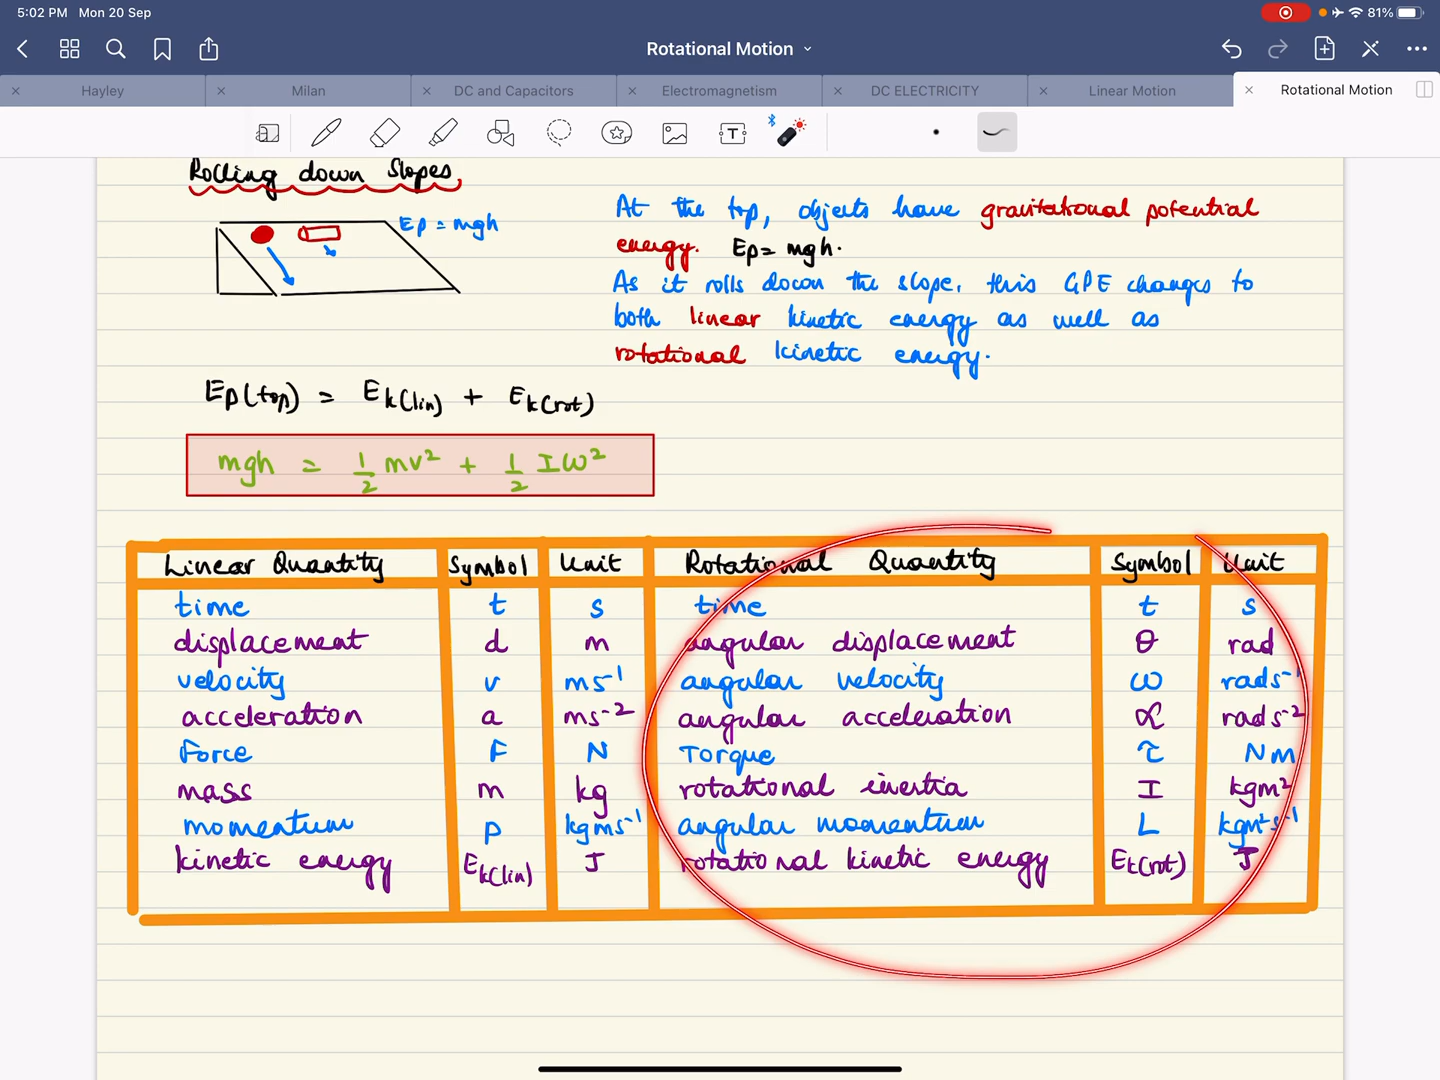 5:02 PM Mon 20 Sep
81%
Rotational Motion
Hayley
Milan
DC and Capacitors
Electromagnetism
DC ELECTRICITY
Linear Motion
Rotational Motion
Rolling down Slopes
Ep = mgh
At the top, objects have gravitational potential
energy. Ep = mgh.
As it rolls down the slope, this GPE changes to
both linear kinetic energy as well as
rotational kinetic energy.
Ep(top) = Ek(lin) + Ek(rot)
mgh = 1/2 mv² + 1/2 Iω²
Linear Quantity Symbol Unit Rotational Quantity Symbol Unit
time t s time t s
displacement d m angular displacement θ rad
velocity v ms⁻¹ angular velocity ω rads⁻¹
acceleration a ms⁻² angular acceleration α rads⁻²
Force F N Torque τ Nm
mass m kg rotational inertia I kgm²
momentum p kgms⁻¹ angular momentum L kgm²s⁻¹
kinetic energy Ek(lin) J rotational kinetic energy Ek(rot) J